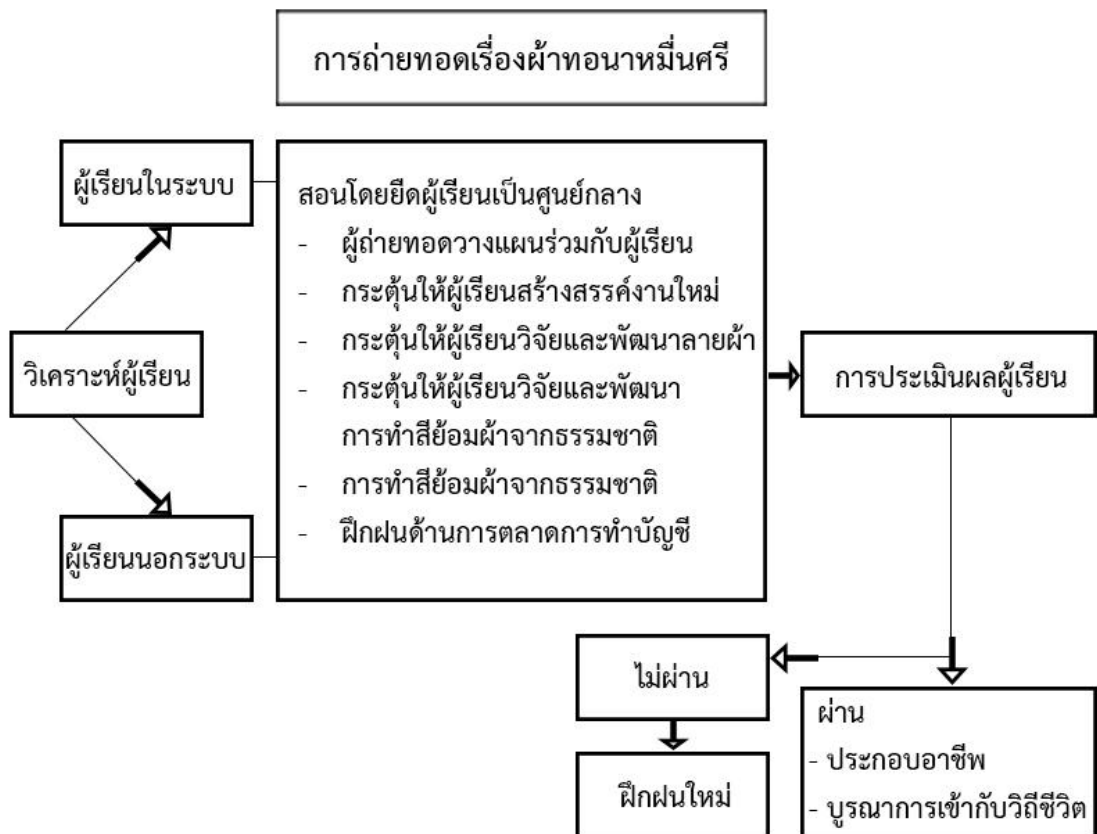 การถ่ายทอดเรื่องผ้าทอนาหมื่นศรี
ผู้เรียนในระบบ
วิเคราะห์ผู้เรียน
ผู้เรียนนอกระบบ
สอนโดยยืดผู้เรียนเป็นศูนย์กลาง
- ผู้ถ่ายทอดวางแผนร่วมกับผู้เรียน
- กระตุ้นให้ผู้เรียนสร้างสรรค์งานใหม่
- กระตุ้นให้ผู้เรียนวิจัยและพัฒนาลายผ้า
- กระตุ้นให้ผู้เรียนวิจัยและพัฒนา
การทำสีย้อมผ้าจากธรรมชาติ
- การทำสีย้อมผ้าจากธรรมชาติ
- ฝึกฝนด้านการตลาดการทำบัญชี
การประเมินผลผู้เรียน
ไม่ผ่าน
ฝึกฝนใหม่
ผ่าน
- ประกอบอาชีพ
- บูรณาการเข้ากับวิถีชีวิต